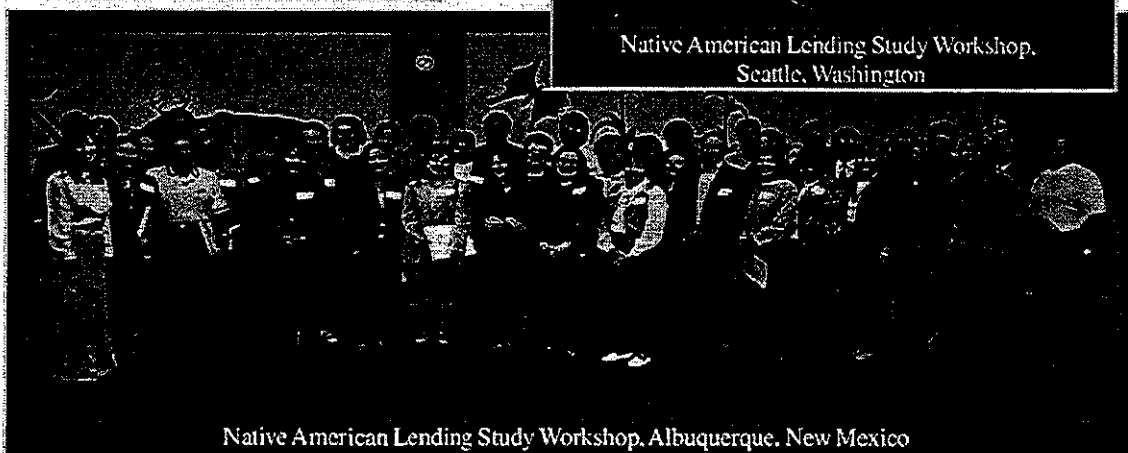 Native American Lending Study Workshop,
Seattle, Washington
Native American Lending Study Workshop, Albuquerque, New Mexico